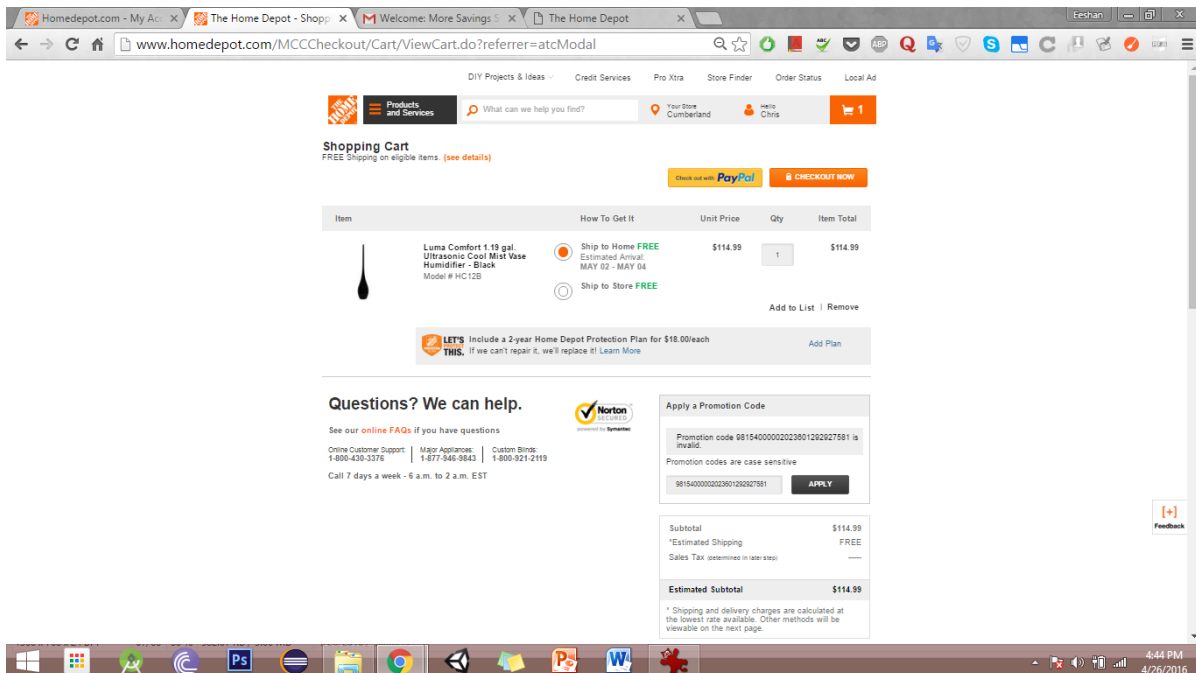 Homedepot.com - My Acc
The Home Depot - Shopp
Welcome: More Savings S
The Home Depot
Eeshan
www.homedepot.com/MCCCheckout/Cart/ViewCart.do?referrer=atcModal
DIY Projects & Ideas
Credit Services
Pro Xtra
Store Finder
Order Status
Local Ad
THE HOME DEPOT
Products
and Services
What can we help you find?
Your Store
Cumberland
Hello
Chris
1
Shopping Cart
FREE Shipping on eligible items. (see details)
Check out with PayPal
CHECKOUT NOW
Item
How To Get It
Unit Price
Qty
Item Total
Luma Comfort 1.19 gal.
Ultrasonic Cool Mist Vase
Humidifier - Black
Model # HC12B
Ship to Home FREE
Estimated Arrival:
MAY 02 - MAY 04
Ship to Store FREE
$114.99
1
$114.99
Add to List | Remove
LET'S
PROTECT
THIS.
Include a 2-year Home Depot Protection Plan for $18.00/each
If we can't repair it, we'll replace it! Learn More
Add Plan
Questions? We can help.
See our online FAQs if you have questions
Online Customer Support:
1-800-430-3376
Major Appliances:
1-877-946-9843
Custom Blinds:
1-800-921-2119
Call 7 days a week - 6 a.m. to 2 a.m. EST
Norton
SECURED
powered by Symantec
Apply a Promotion Code
Promotion code 98154000002023601292927581 is
invalid.
Promotion codes are case sensitive
98154000002023601292927581
APPLY
Subtotal
$114.99
*Estimated Shipping
FREE
Sales Tax (determined in later step)
----
Estimated Subtotal
$114.99
* Shipping and delivery charges are calculated at
the lowest rate available. Other methods will be
viewable on the next page.
[+]
Feedback
4:44 PM
4/26/2016